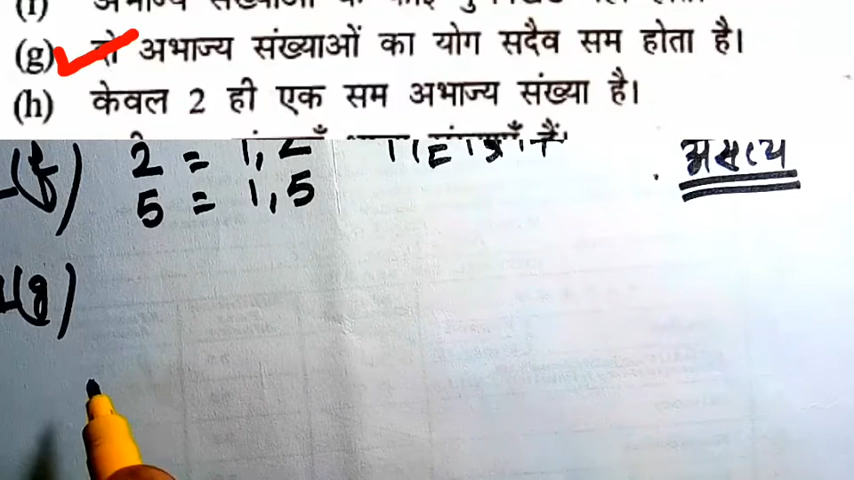 (g) दो अभाज्य संख्याओं का योग सदैव सम होता है।
(h) केवल 2 ही एक सम अभाज्य संख्या है।
(f) 2 = 1, 2 असत्य
5 = 1, 5
(g)